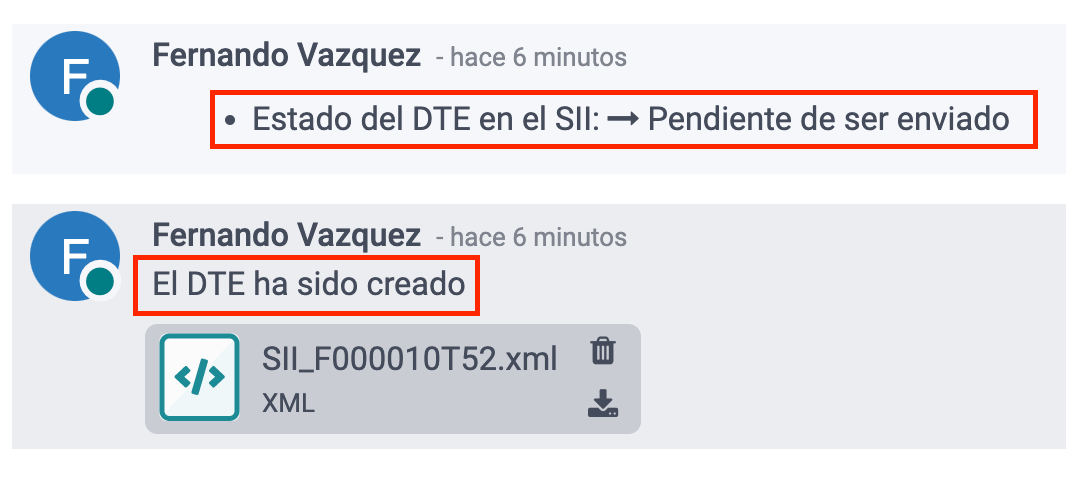 F
Fernando Vazquez - hace 6 minutos
• Estado del DTE en el SII: → Pendiente de ser enviado
F
Fernando Vazquez - hace 6 minutos
El DTE ha sido creado
</>
SII_F000010T52.xml
XML